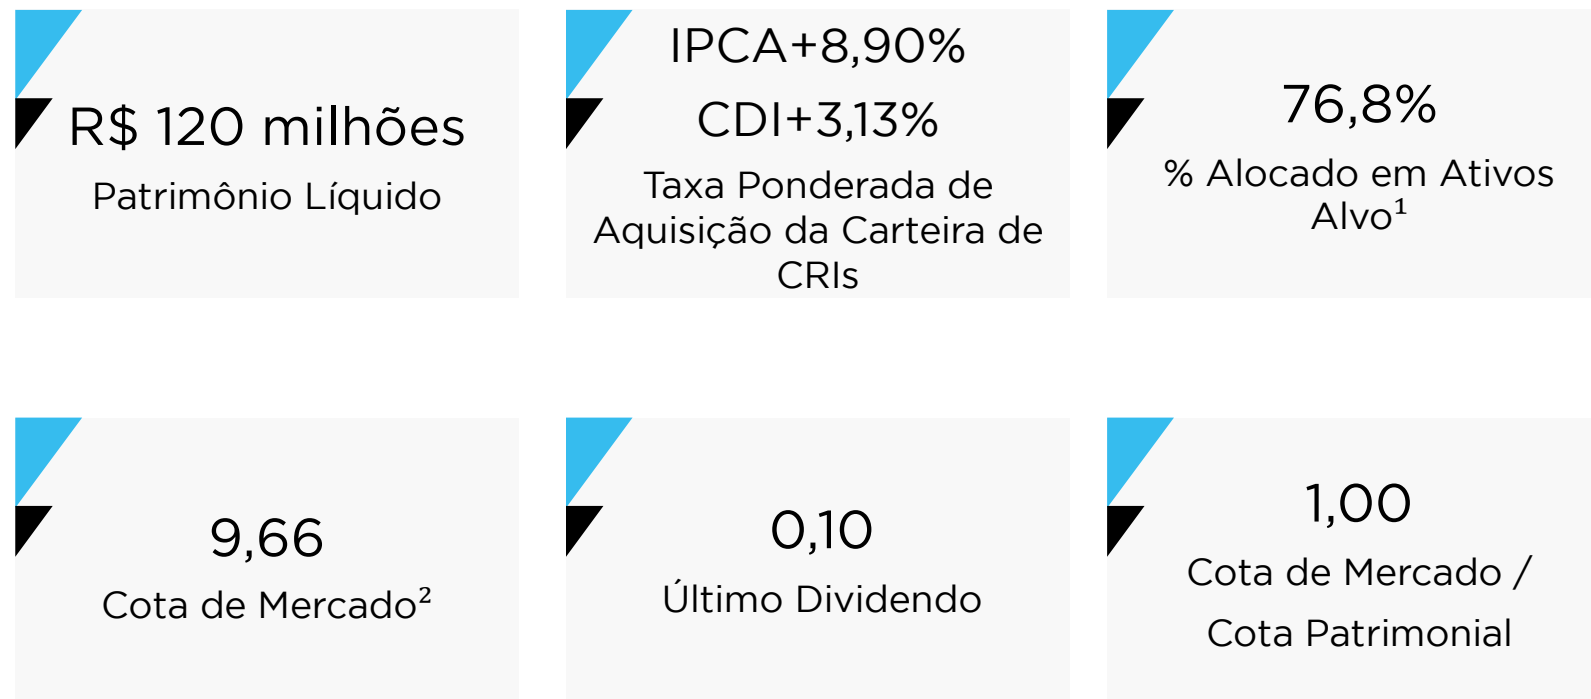 R$ 120 milhões
Patrimônio Líquido
IPCA+8,90%
CDI+3,13%
Taxa Ponderada de
Aquisição da Carteira de
CRIs
76,8%
% Alocado em Ativos
Alvo¹
9,66
Cota de Mercado²
0,10
Último Dividendo
1,00
Cota de Mercado /
Cota Patrimonial